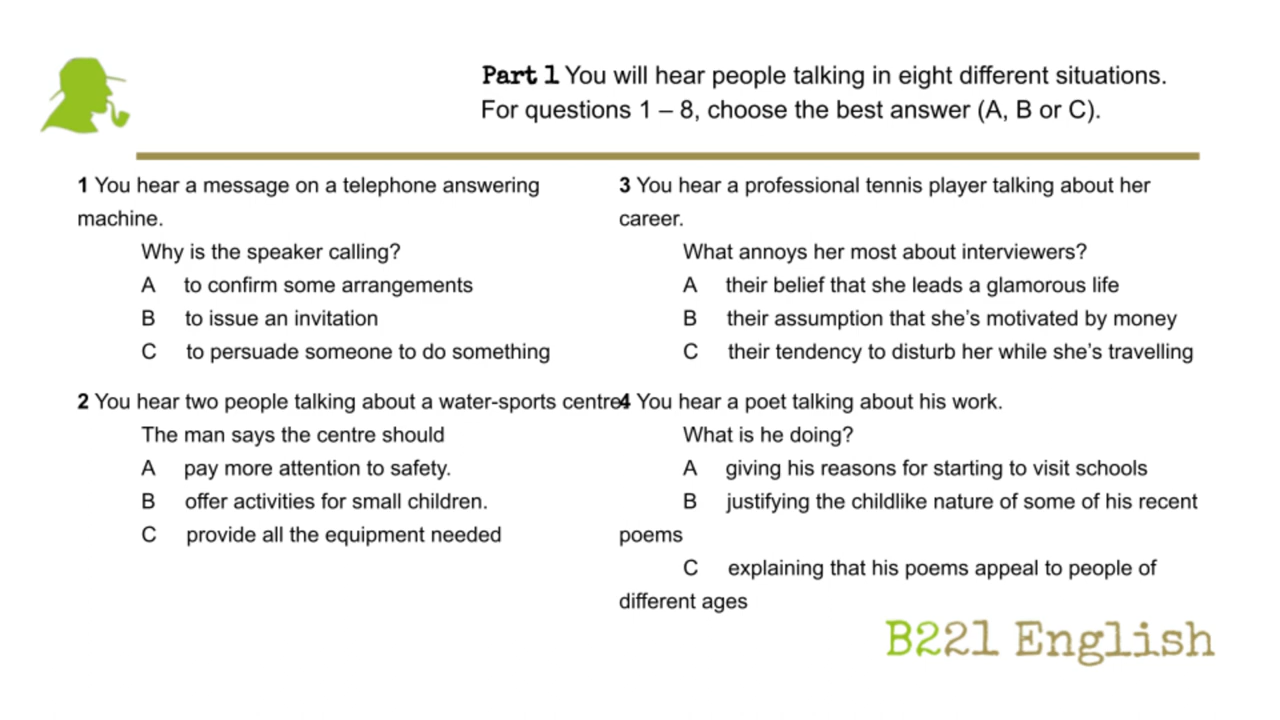 Part 1 You will hear people talking in eight different situations.
For questions 1 – 8, choose the best answer (A, B or C).
1 You hear a message on a telephone answering
machine.
Why is the speaker calling?
A to confirm some arrangements
B to issue an invitation
C to persuade someone to do something
2 You hear two people talking about a water-sports centre
The man says the centre should
A pay more attention to safety.
B offer activities for small children.
C provide all the equipment needed
3 You hear a professional tennis player talking about her
career.
What annoys her most about interviewers?
A their belief that she leads a glamorous life
B their assumption that she’s motivated by money
C their tendency to disturb her while she’s travelling
4 You hear a poet talking about his work.
What is he doing?
A giving his reasons for starting to visit schools
B justifying the childlike nature of some of his recent
poems
C explaining that his poems appeal to people of
different ages
B221 English